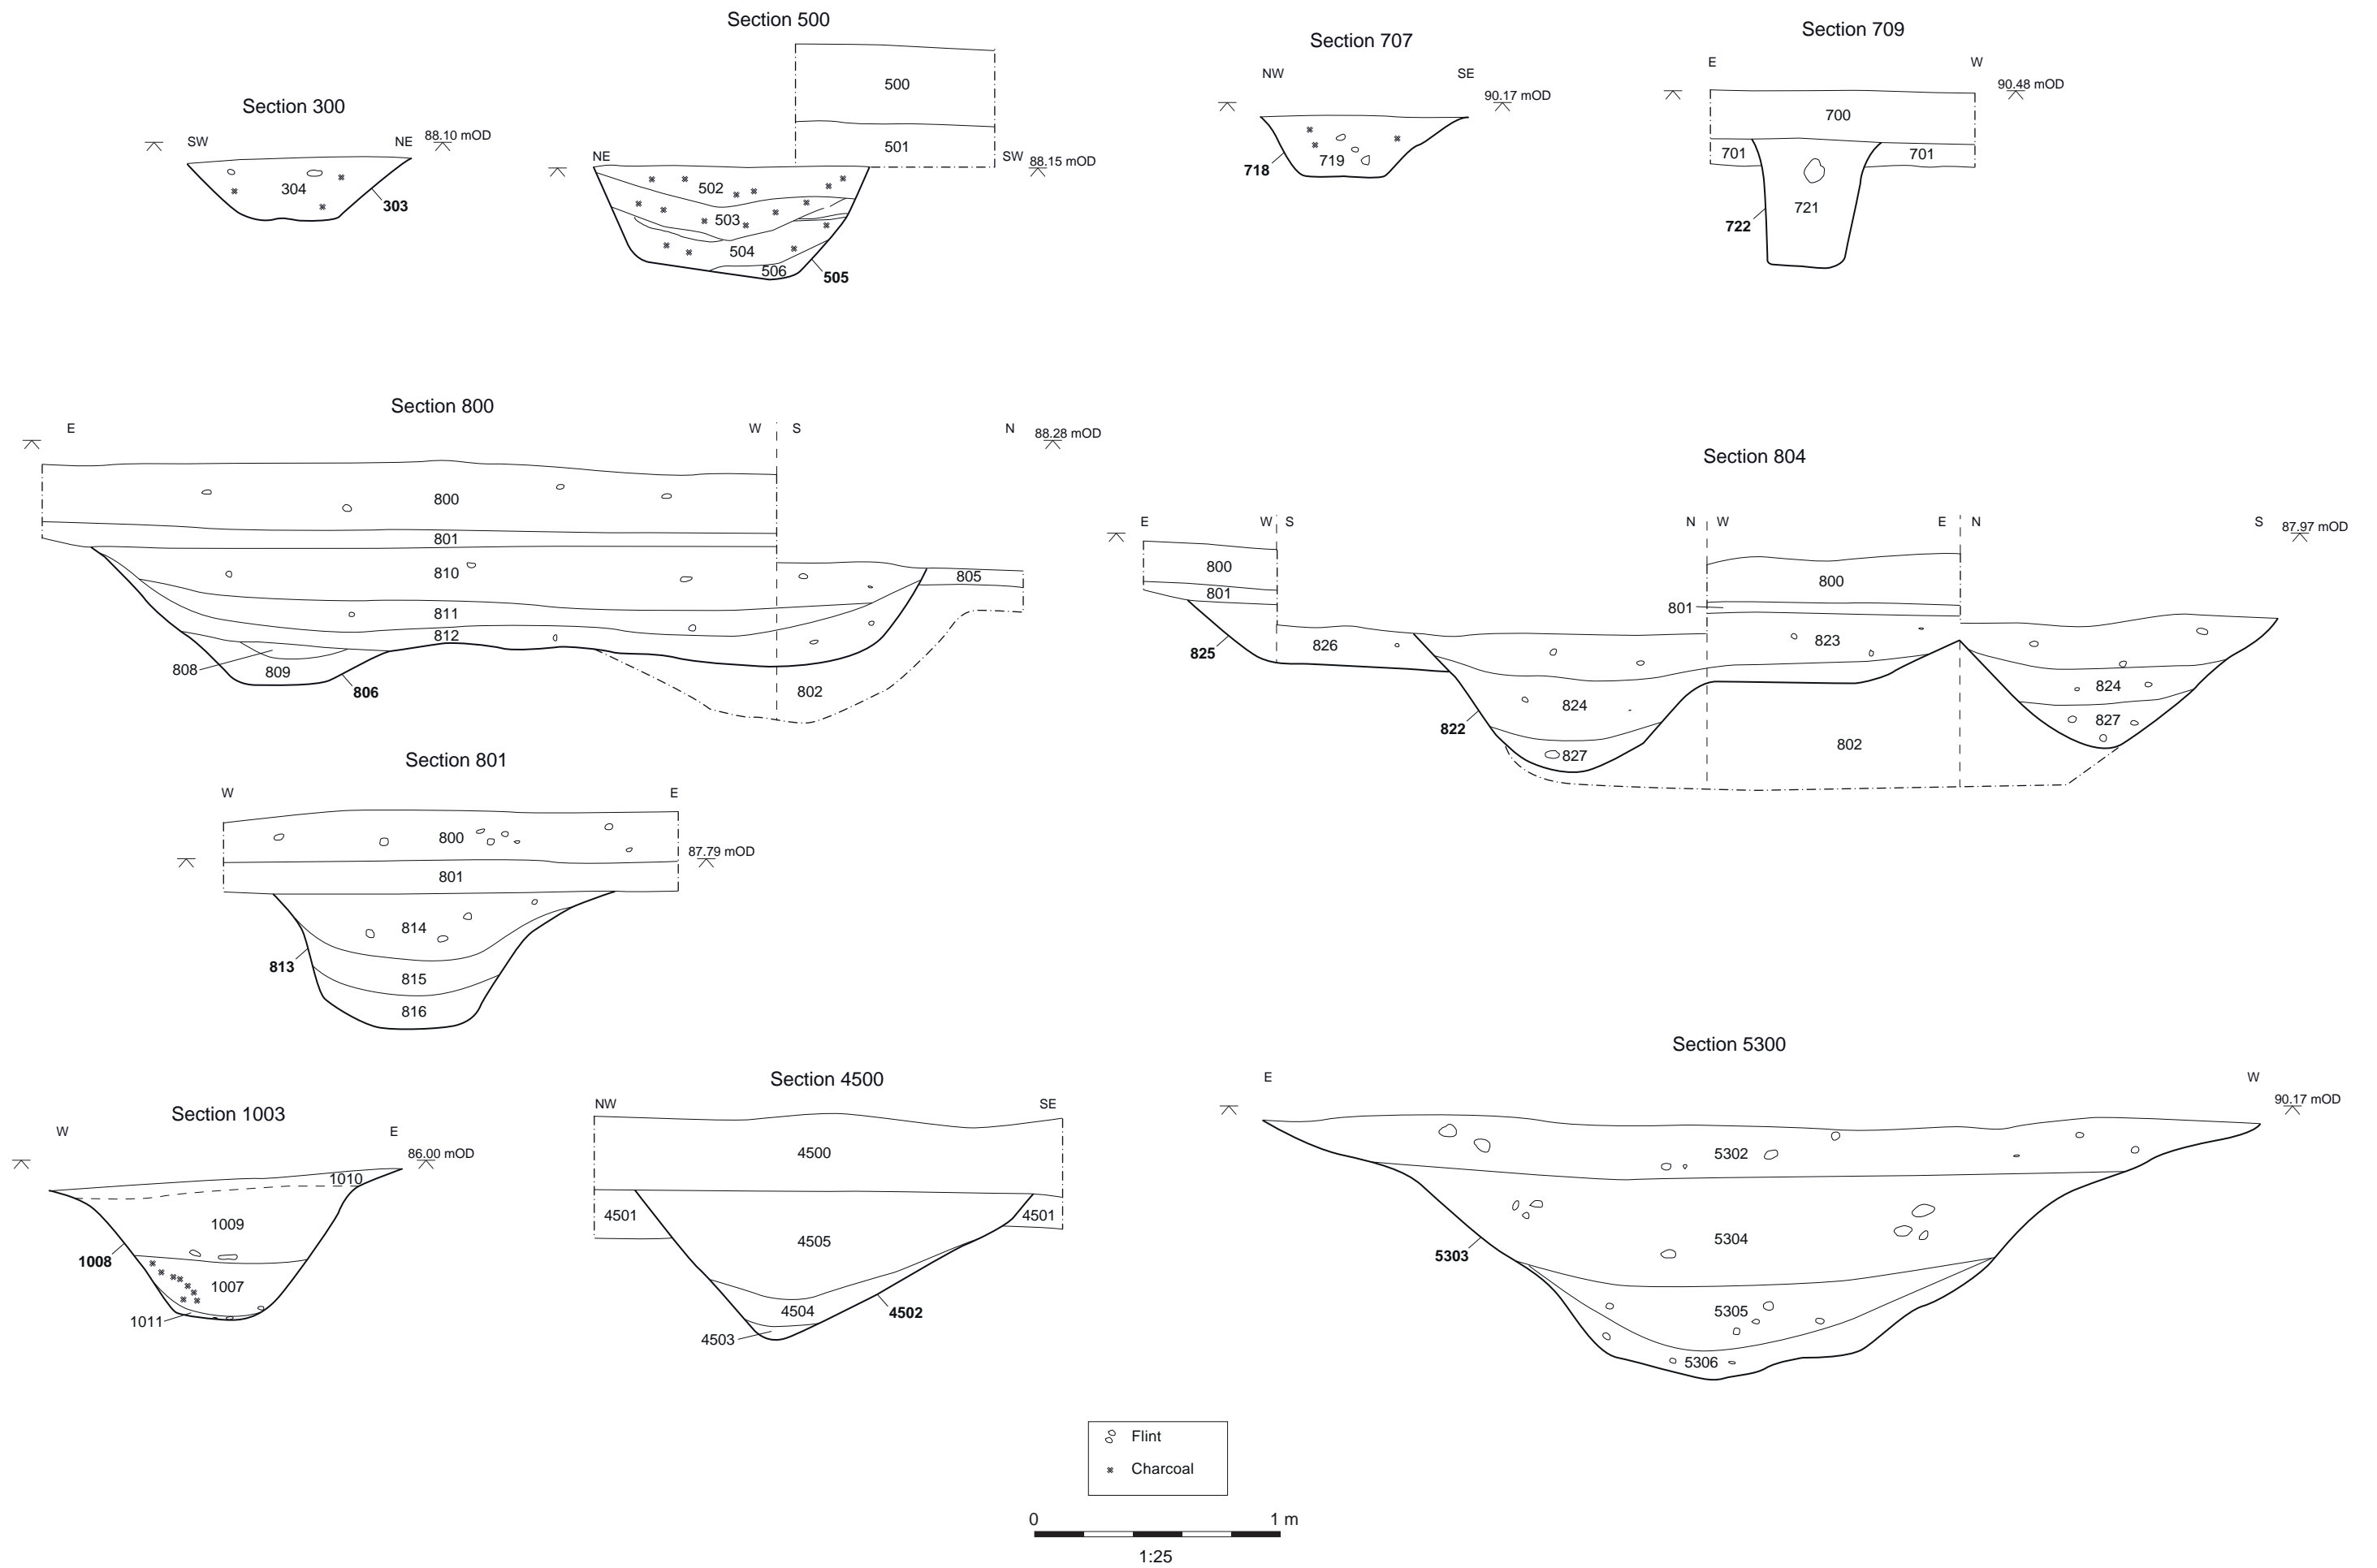 Section 500
Section 707
Section 709
Section 300
NW SE
90.17 mOD
E W
90.48 mOD
500
501
700
701 701
721
722
SW NE
88.10 mOD
304
303
NE SW 88.15 mOD
502
503
504
506
505
719
718
Section 800
E W S N 88.28 mOD
800
801
810
805
811
812
808
809
806
802
Section 804
E W S N W E N S 87.97 mOD
800
801
825
826
800
801
823
824
822
827
802
824
827
Section 801
W E
800
87.79 mOD
801
814
813
815
816
Section 1003
W E
86.00 mOD
1010
1009
1008
1007
1011
Section 4500
NW SE
4500
4501 4501
4505
4504
4502
4503
Section 5300
E W
90.17 mOD
5302
5304
5303
5305
5306
Flint
Charcoal
0 1 m
1:25